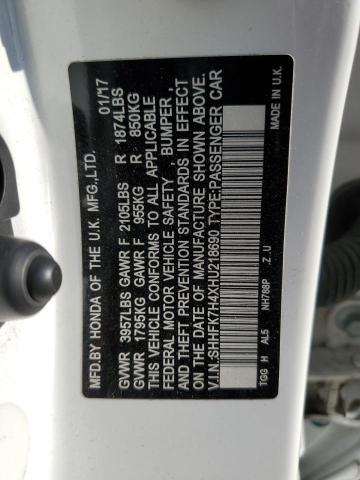 MFD.BY HONDA OF THE U.K. MFG.,LTD. 01/17
GVWR 3957LBS GAWR F 2105LBS R 1874LBS
GVWR 1795KG GAWR F 955KG R 850KG
THIS VEHICLE CONFORMS TO ALL APPLICABLE
FEDERAL MOTOR VEHICLE SAFETY , BUMPER ,
AND THEFT PREVENTION STANDARDS IN EFFECT
ON THE DATE OF MANUFACTURE SHOWN ABOVE.
V.I.N.:SHHFK7H4XHU218690 TYPE:PASSENGER CAR
TGG H AL5 NH788P .Z.U MADE IN U.K.